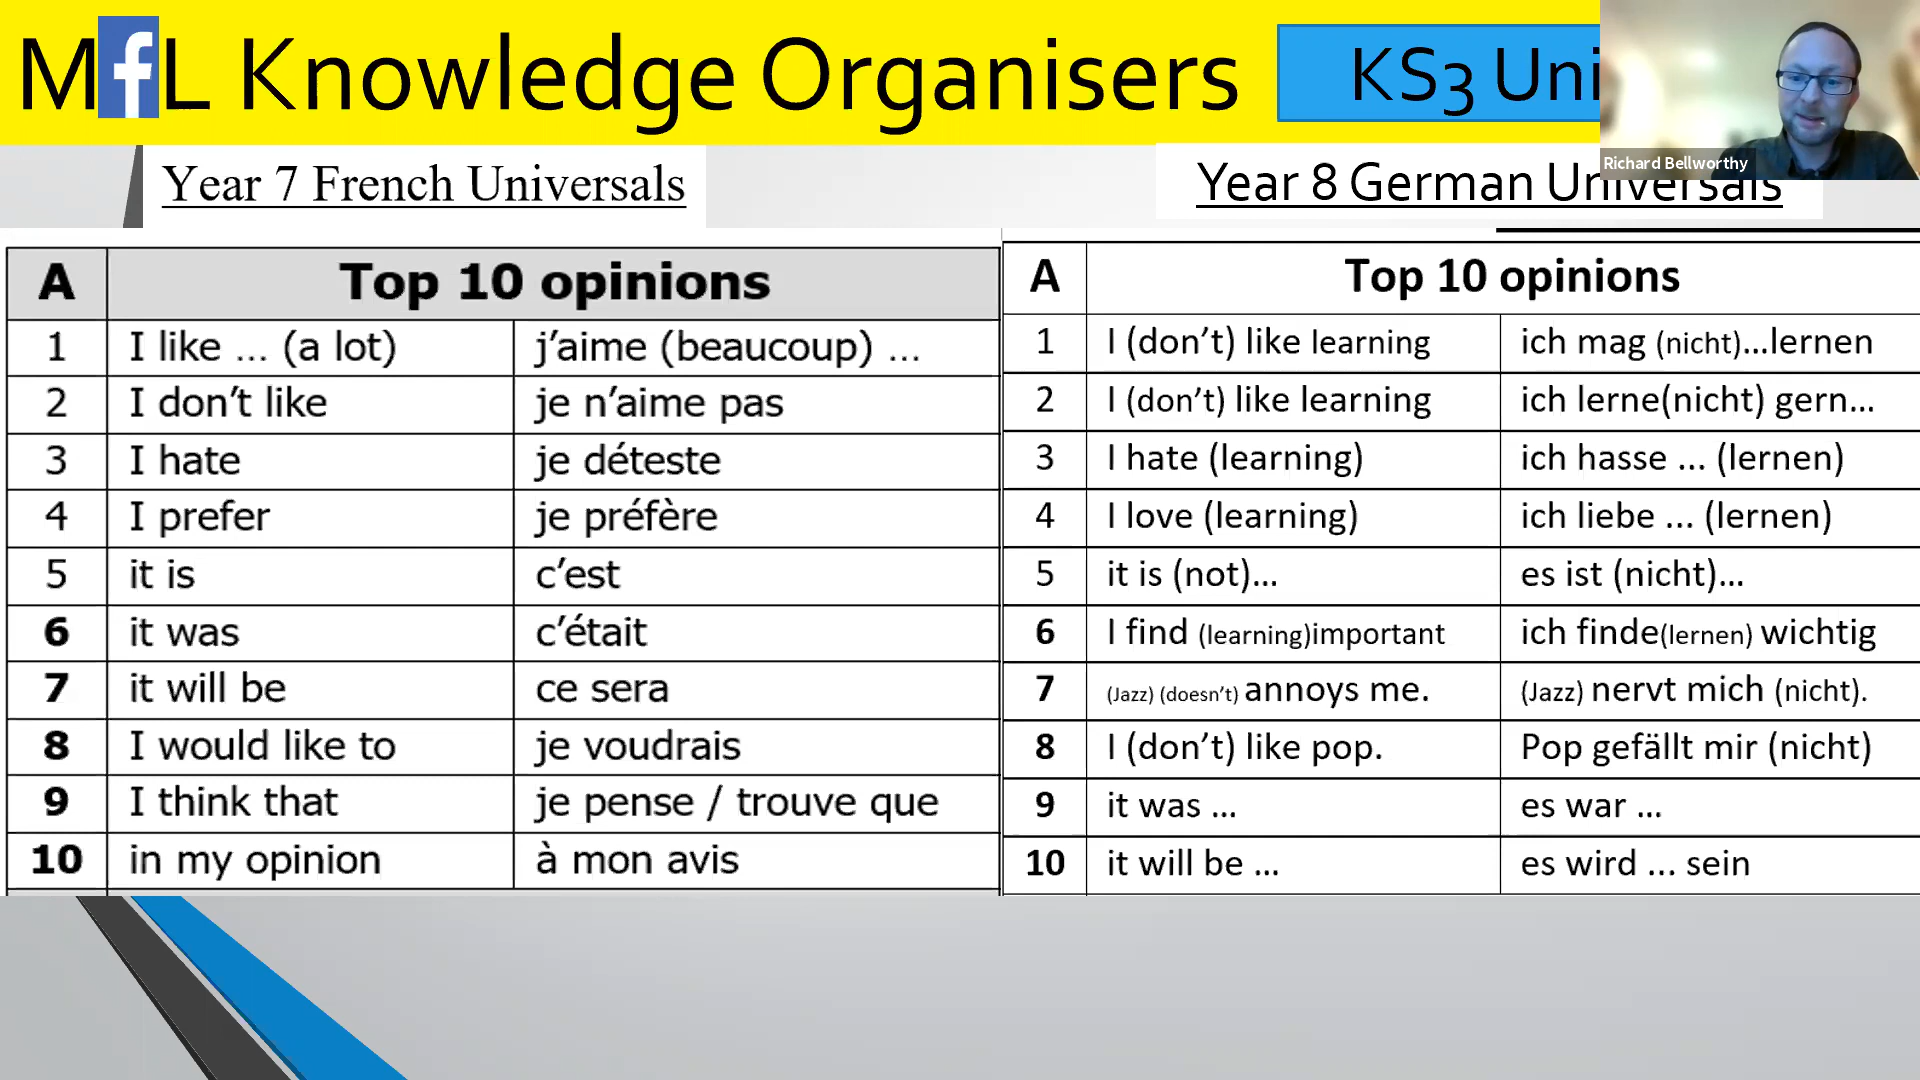 MfL Knowledge Organisers
KS3 Uni
Richard Bellworthy
Year 7 French Universals
Year 8 German Universals
A Top 10 opinions
1 I like ... (a lot) j’aime (beaucoup) ...
2 I don’t like je n’aime pas
3 I hate je déteste
4 I prefer je préfère
5 it is c’est
6 it was c’était
7 it will be ce sera
8 I would like to je voudrais
9 I think that je pense / trouve que
10 in my opinion à mon avis
A Top 10 opinions
1 I (don’t) like learning ich mag (nicht)...lernen
2 I (don’t) like learning ich lerne(nicht) gern...
3 I hate (learning) ich hasse ... (lernen)
4 I love (learning) ich liebe ... (lernen)
5 it is (not)... es ist (nicht)...
6 I find (learning)important ich finde(lernen) wichtig
7 (Jazz) (doesn’t) annoys me. (Jazz) nervt mich (nicht).
8 I (don’t) like pop. Pop gefällt mir (nicht)
9 it was ... es war ...
10 it will be ... es wird ... sein